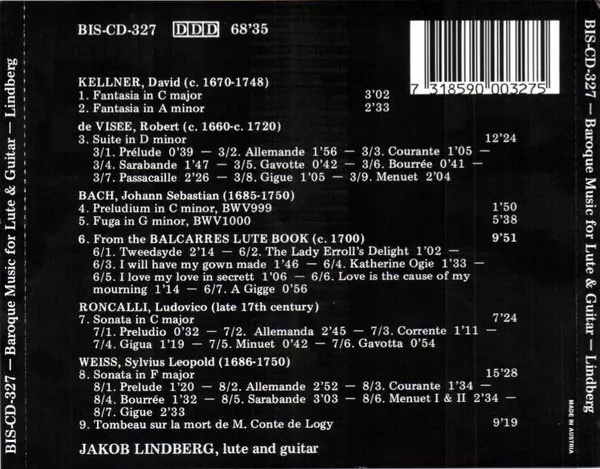 BIS-CD-327 DDD 68'35
7 318590 003275
KELLNER, David (c. 1670-1748)
1. Fantasia in C major 3'02
2. Fantasia in A minor 2'33
de VISEE, Robert (c. 1660-c. 1720)
3. Suite in D minor 12'24
3/1. Prélude 0'39 — 3/2. Allemande 1'56 — 3/3. Courante 1'05 —
3/4. Sarabande 1'47 — 3/5. Gavotte 0'42 — 3/6. Bourrée 0'41 —
3/7. Passacaille 2'26 — 3/8. Gigue 1'05 — 3/9. Menuet 2'04
BACH, Johann Sebastian (1685-1750)
4. Preludium in C minor, BWV999 1'50
5. Fuga in G minor, BWV1000 5'38
6. From the BALCARRES LUTE BOOK (c. 1700) 9'51
6/1. Tweedsyde 2'14 — 6/2. The Lady Erroll's Delight 1'02 —
6/3. I will have my gown made 1'46 — 6/4. Katherine Ogie 1'33 —
6/5. I love my love in secrett 1'06 — 6/6. Love is the cause of my
mourning 1'14 — 6/7. A Gigge 0'56
RONCALLI, Ludovico (late 17th century)
7. Sonata in C major 7'24
7/1. Preludio 0'32 — 7/2. Allemanda 2'45 — 7/3. Corrente 1'11 —
7/4. Gigua 1'19 — 7/5. Minuet 0'42 — 7/6. Gavotta 0'54
WEISS, Sylvius Leopold (1686-1750)
8. Sonata in F major 15'28
8/1. Prelude 1'20 — 8/2. Allemande 2'52 — 8/3. Courante 1'34 —
8/4. Bourrée 1'32 — 8/5. Sarabande 3'03 — 8/6. Menuet I & II 2'34 —
8/7. Gigue 2'33
9. Tombeau sur la mort de M. Conte de Logy 9'19
JAKOB LINDBERG, lute and guitar
BIS-CD-327 — Baroque Music for Lute & Guitar — Lindberg
BIS-CD-327 — Baroque Music for Lute & Guitar — Lindberg
MADE IN AUSTRIA